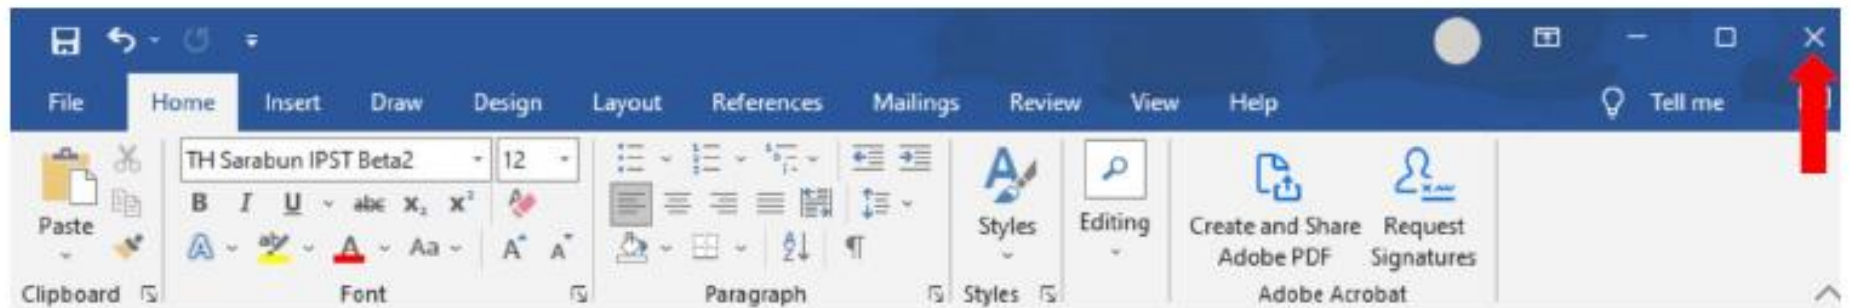 File Home Insert Draw Design Layout References Mailings Review View Help Tell me
TH Sarabun IPST Beta2 12
B I U abc X₂ X²
Paste
A aby A Aa A A
Styles
Editing
Create and Share
Adobe PDF
Request
Signatures
Clipboard Font Paragraph Styles Adobe Acrobat